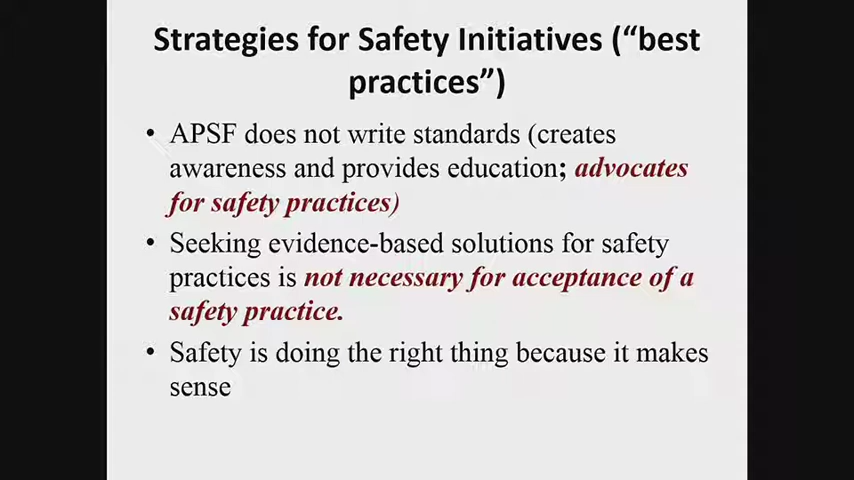 Strategies for Safety Initiatives (“best
practices”)
• APSF does not write standards (creates
awareness and provides education; advocates
for safety practices)
• Seeking evidence-based solutions for safety
practices is not necessary for acceptance of a
safety practice.
• Safety is doing the right thing because it makes
sense